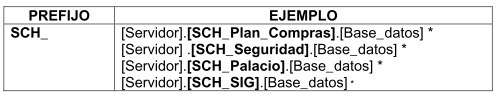 PREFIJO EJEMPLO
SCH_ [Servidor].[SCH_Plan_Compras].[Base_datos] *
[Servidor] .[SCH_Seguridad].[Base_datos] *
[Servidor].[SCH_Palacio].[Base_datos] *
[Servidor].[SCH_SIG].[Base_datos] *